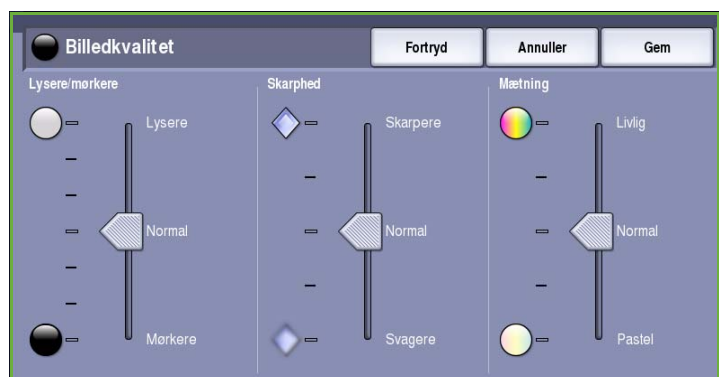 Billedkvalitet
Fortryd
Annuller
Gem
Lysere/mørkere
Skarphed
Mætning
Lysere
Normal
Mørkere
Skarpere
Normal
Svagere
Livlig
Normal
Pastel